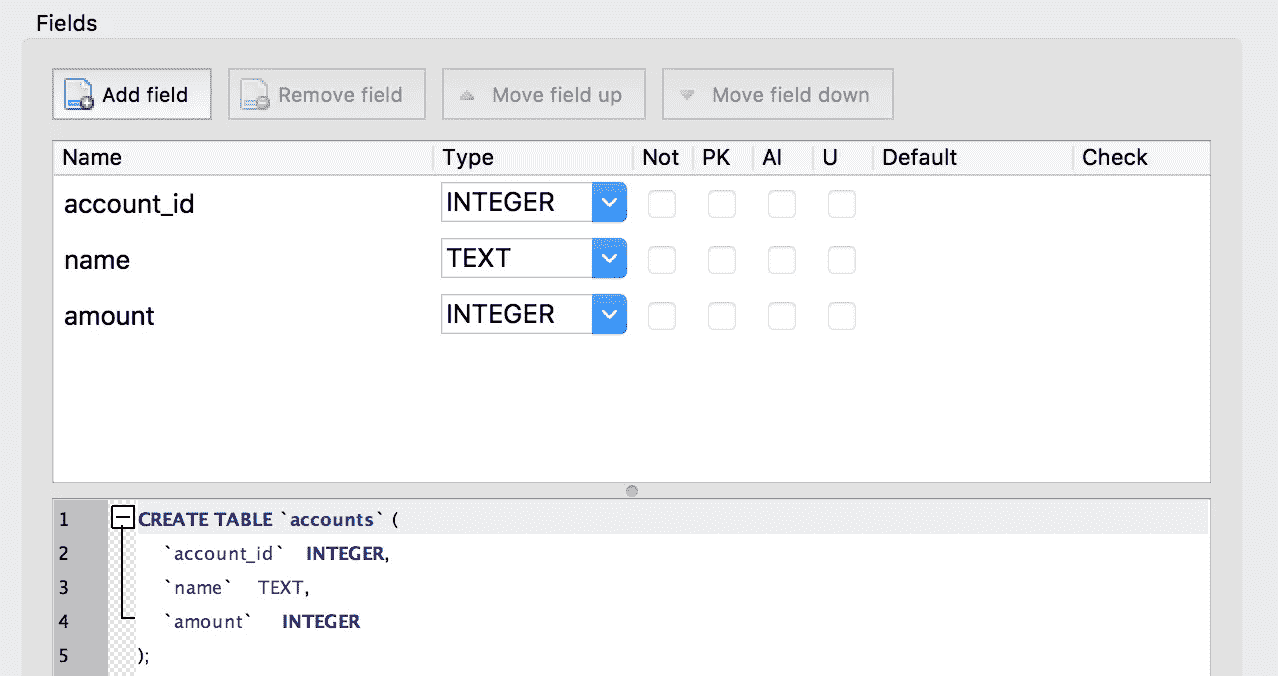 Fields
Add field Remove field Move field up Move field down
Name Type Not PK AI U Default Check
account_id INTEGER
name TEXT
amount INTEGER
1 CREATE TABLE `accounts` (
2 `account_id` INTEGER,
3 `name` TEXT,
4 `amount` INTEGER
5 );